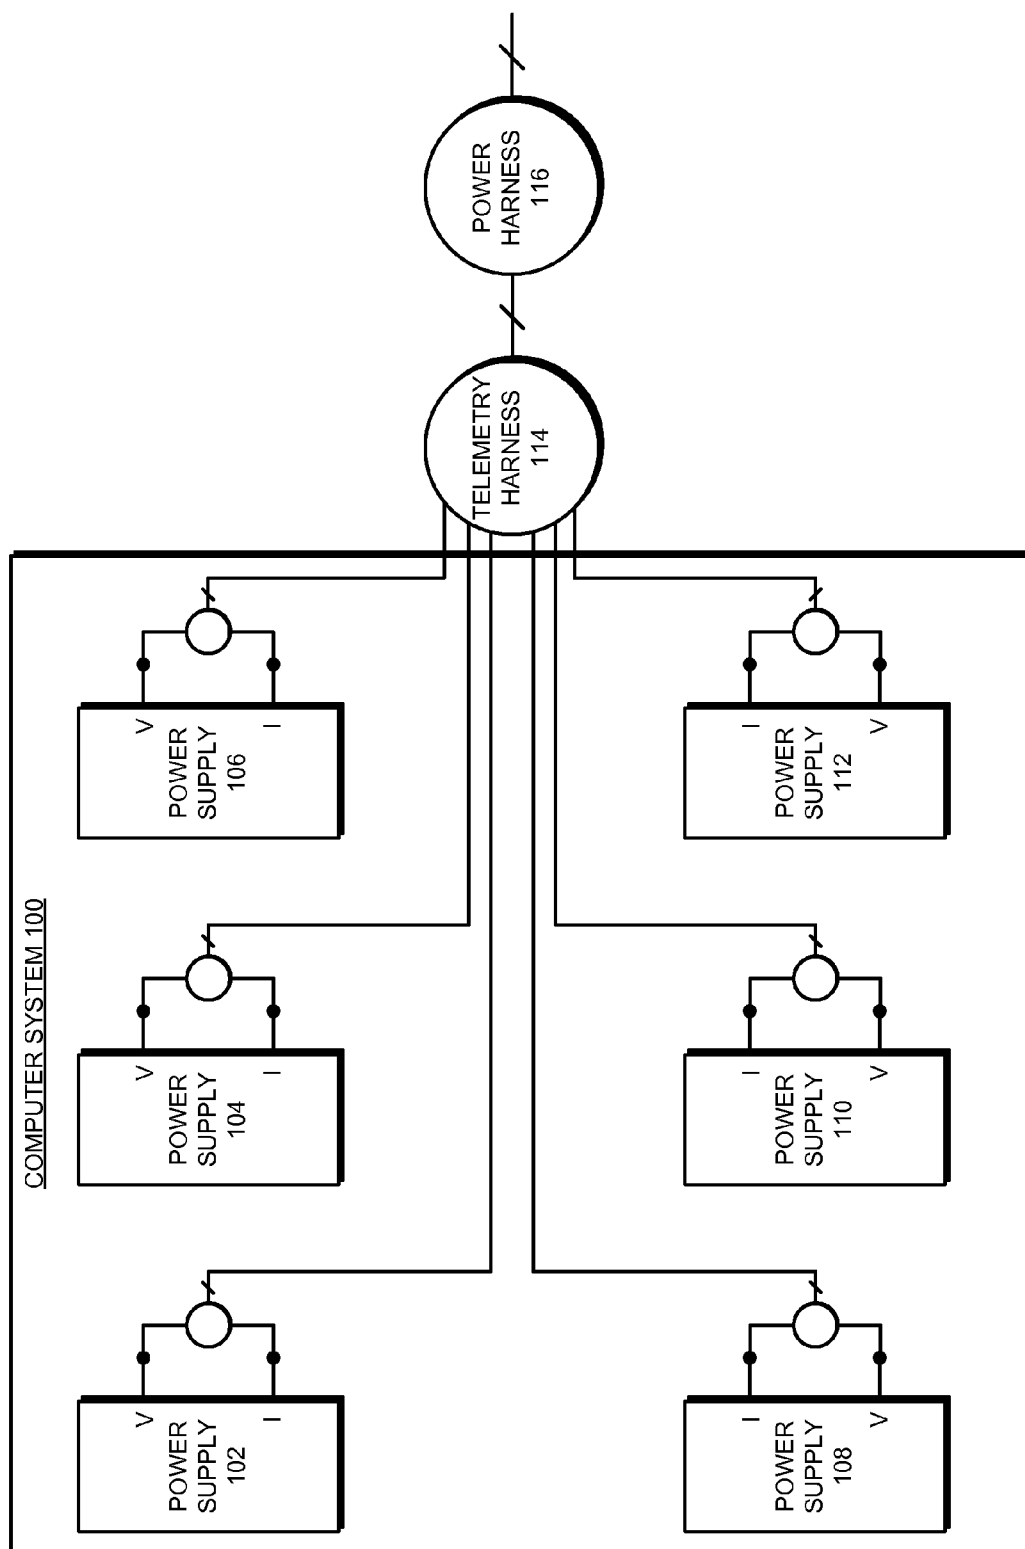 COMPUTER SYSTEM 100
V
I
POWER
SUPPLY
102
V
I
POWER
SUPPLY
104
V
I
POWER
SUPPLY
106
TELEMETRY
HARNESS
114
POWER
HARNESS
116
I
V
POWER
SUPPLY
108
I
V
POWER
SUPPLY
110
I
V
POWER
SUPPLY
112